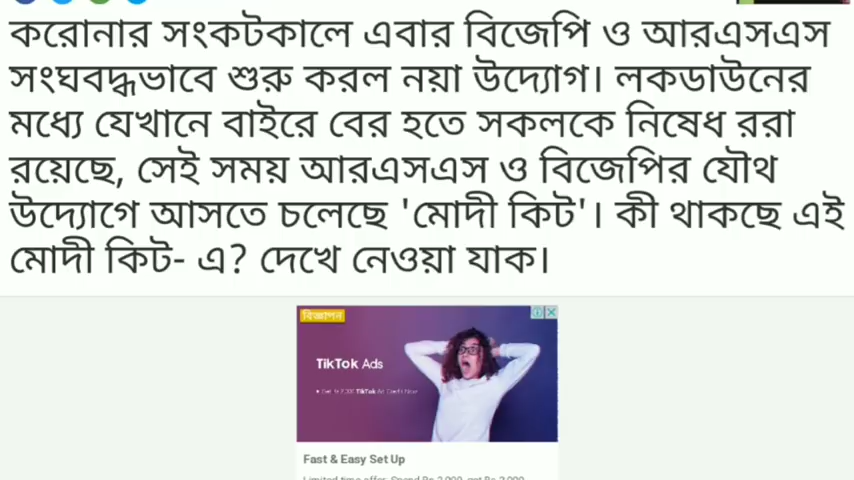 করোনার সংকটকালে এবার বিজেপি ও আরএসএস
সংঘবদ্ধভাবে শুরু করল নয়া উদ্যোগ। লকডাউনের
মধ্যে যেখানে বাইরে বের হতে সকলকে নিষেধ ররা
রয়েছে, সেই সময় আরএসএস ও বিজেপির যৌথ
উদ্যোগে আসতে চলেছে 'মোদী কিট'। কী থাকছে এই
মোদী কিট- এ? দেখে নেওয়া যাক।
বিজ্ঞাপন
TikTok Ads
Fast & Easy Set Up